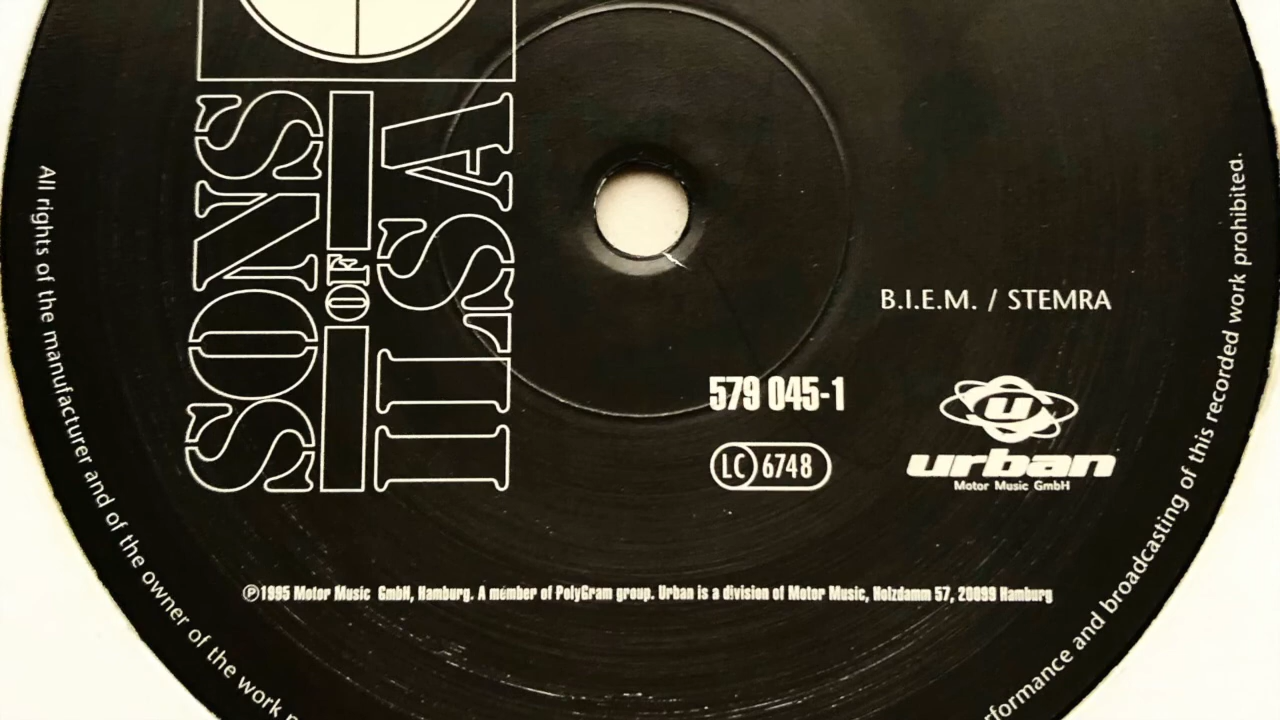 SONS
OF
ILSA
B.I.E.M. / STEMRA
579 045-1
LC 6748
u
urban
Motor Music GmbH
℗1995 Motor Music GmbH, Hamburg. A member of PolyGram group. Urban is a division of Motor Music, Holzdamm 57, 20099 Hamburg
All rights of the manufacturer and of the owner of the work
performance and broadcasting of this recorded work prohibited.